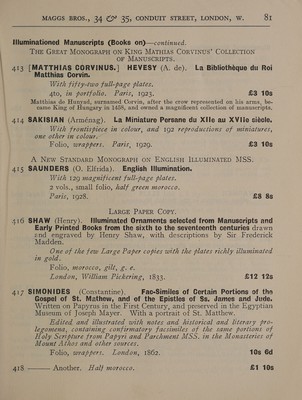 MAGGS BROS., 34 & 35, CONDUIT STREET, LONDON, W. 81
Illuminated Manuscripts (Books on)—continued.
THE GREAT MONOGRAPH ON KING MATHIAS CORVINUS' COLLECTION
OF MANUSCRIPTS.
413 [MATTHIAS CORVINUS.] HEVESY (A. de). La Bibliothèque du Roi
Matthias Corvin.
With fifty-two full-page plates.
4to, in portfolio. Paris, 1923. £3 10s
Matthias de Hunyad, surnamed Corvin, after the crow represented on his arms, be-
came King of Hungary in 1458, and owned a magnificent collection of manuscripts.
414 SAKISIAN (Arménag). La Miniature Persane du XIIe au XVIIe siècle.
With frontispiece in colour, and 192 reproductions of miniatures,
one other in colour.
Folio, wrappers. Paris, 1929. £3 10s
A NEW STANDARD MONOGRAPH ON ENGLISH ILLUMINATED MSS.
415 SAUNDERS (O. Elfrida). English Illumination.
With 129 magnificent full-page plates.
2 vols., small folio, half green morocco.
Paris, 1928. £8 8s
LARGE PAPER COPY.
416 SHAW (Henry). Illuminated Ornaments selected from Manuscripts and
Early Printed Books from the sixth to the seventeenth centuries drawn
and engraved by Henry Shaw, with descriptions by Sir Frederick
Madden.
One of the few Large Paper copies with the plates richly illuminated
in gold.
Folio, morocco, gilt, g. e.
London, William Pickering, 1833. £12 12s
417 SIMONIDES (Constantine). Fac-Similes of Certain Portions of the
Gospel of St. Mathew, and of the Epistles of Ss. James and Jude.
Written on Papyrus in the First Century, and preserved in the Egyptian
Museum of Joseph Mayer. With a portrait of St. Matthew.
Edited and illustrated with notes and historical and literary pro-
legomena, containing confirmatory facsimiles of the same portions of
Holy Scripture from Papyri and Parchment MSS. in the Monasteries of
Mount Athos and other sources.
Folio, wrappers. London, 1862. 10s 6d
418 —— Another. Half morocco. £1 10s